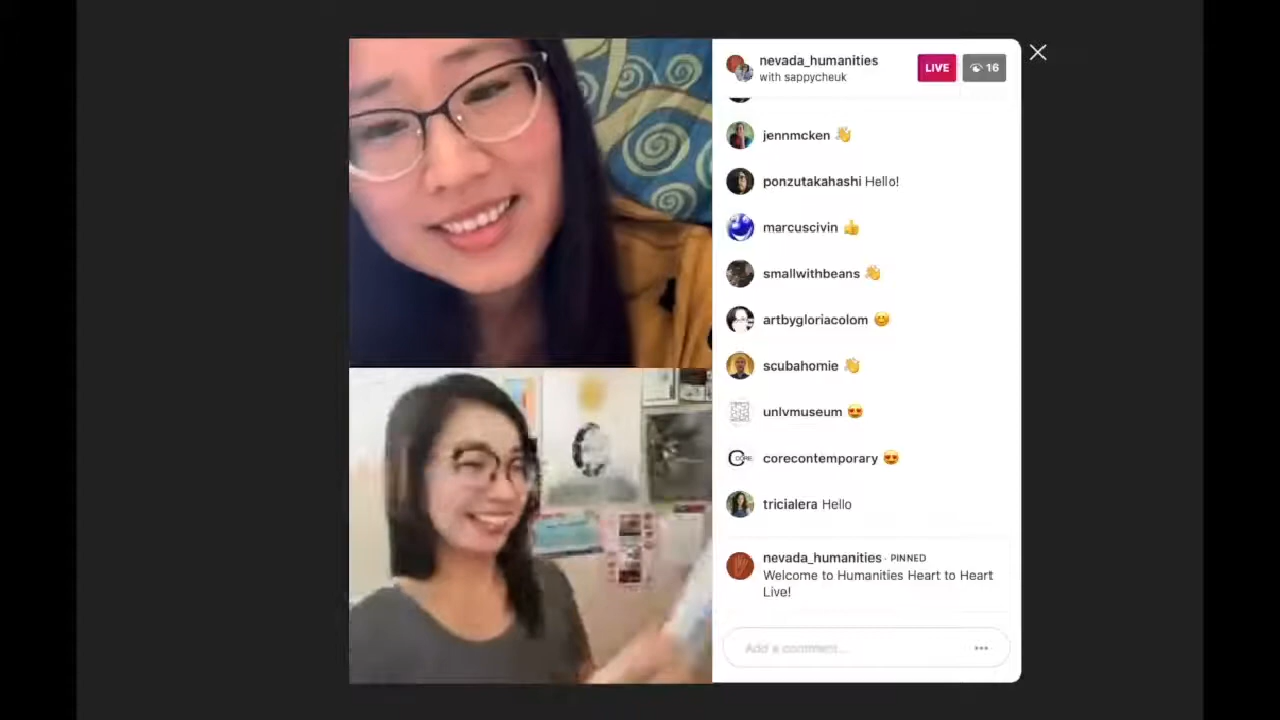 nevada_humanities
with sappycheuk
LIVE
16
jennmcken 👋
ponzutakahashi Hello!
marcuscivin 👍
smallwithbeans 👋
artbygloriacolom 😊
scubahomie 👋
unlvmuseum 😍
CORE
corecontemporary 😍
tricialera Hello
nevada_humanities · PINNED
Welcome to Humanities Heart to Heart
Live!
Add a comment...